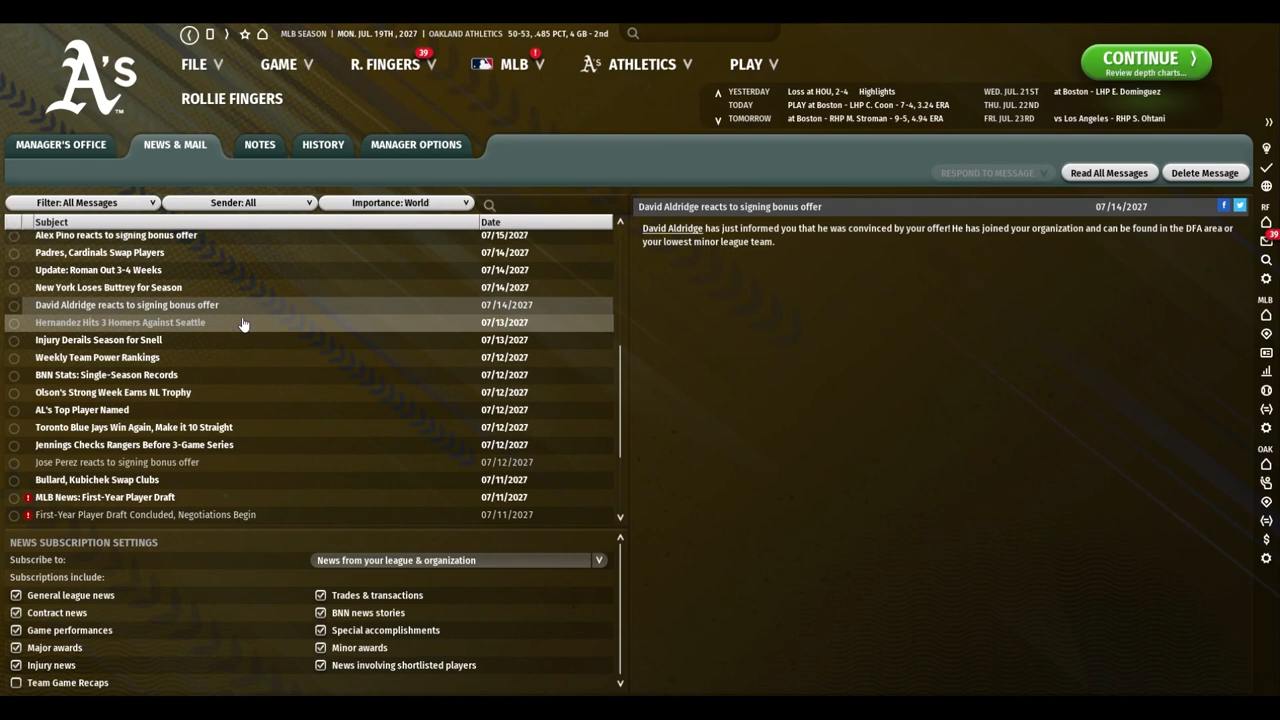 MLB SEASON | MON. JUL. 19TH , 2027 | OAKLAND ATHLETICS 50-53, .485 PCT, 4 GB - 2nd
A's
FILE GAME R. FINGERS 39 MLB ! A's ATHLETICS PLAY
CONTINUE
Review depth charts...
ROLLIE FINGERS
YESTERDAY Loss at HOU, 2-4 Highlights WED. JUL. 21ST at Boston - LHP E. Dominguez
TODAY PLAY at Boston - LHP C. Coon - 7-4, 3.24 ERA THU. JUL. 22ND
TOMORROW at Boston - RHP M. Stroman - 9-5, 4.94 ERA FRI. JUL. 23RD vs Los Angeles - RHP S. Ohtani
MANAGER'S OFFICE NEWS & MAIL NOTES HISTORY MANAGER OPTIONS
RESPOND TO MESSAGE Read All Messages Delete Message
Filter: All Messages Sender: All Importance: World
Subject Date
Alex Pino reacts to signing bonus offer 07/15/2027
Padres, Cardinals Swap Players 07/14/2027
Update: Roman Out 3-4 Weeks 07/14/2027
New York Loses Buttrey for Season 07/14/2027
David Aldridge reacts to signing bonus offer 07/14/2027
Hernandez Hits 3 Homers Against Seattle 07/13/2027
Injury Derails Season for Snell 07/13/2027
Weekly Team Power Rankings 07/12/2027
BNN Stats: Single-Season Records 07/12/2027
Olson's Strong Week Earns NL Trophy 07/12/2027
AL's Top Player Named 07/12/2027
Toronto Blue Jays Win Again, Make it 10 Straight 07/12/2027
Jennings Checks Rangers Before 3-Game Series 07/12/2027
Jose Perez reacts to signing bonus offer 07/12/2027
Bullard, Kubichek Swap Clubs 07/11/2027
! MLB News: First-Year Player Draft 07/11/2027
! First-Year Player Draft Concluded, Negotiations Begin 07/11/2027
David Aldridge reacts to signing bonus offer 07/14/2027
David Aldridge has just informed you that he was convinced by your offer! He has joined your organization and can be found in the DFA area or
your lowest minor league team.
NEWS SUBSCRIPTION SETTINGS
Subscribe to: News from your league & organization
Subscriptions include:
General league news Trades & transactions
Contract news BNN news stories
Game performances Special accomplishments
Major awards Minor awards
Injury news News involving shortlisted players
Team Game Recaps
RF
39
MLB
OAK